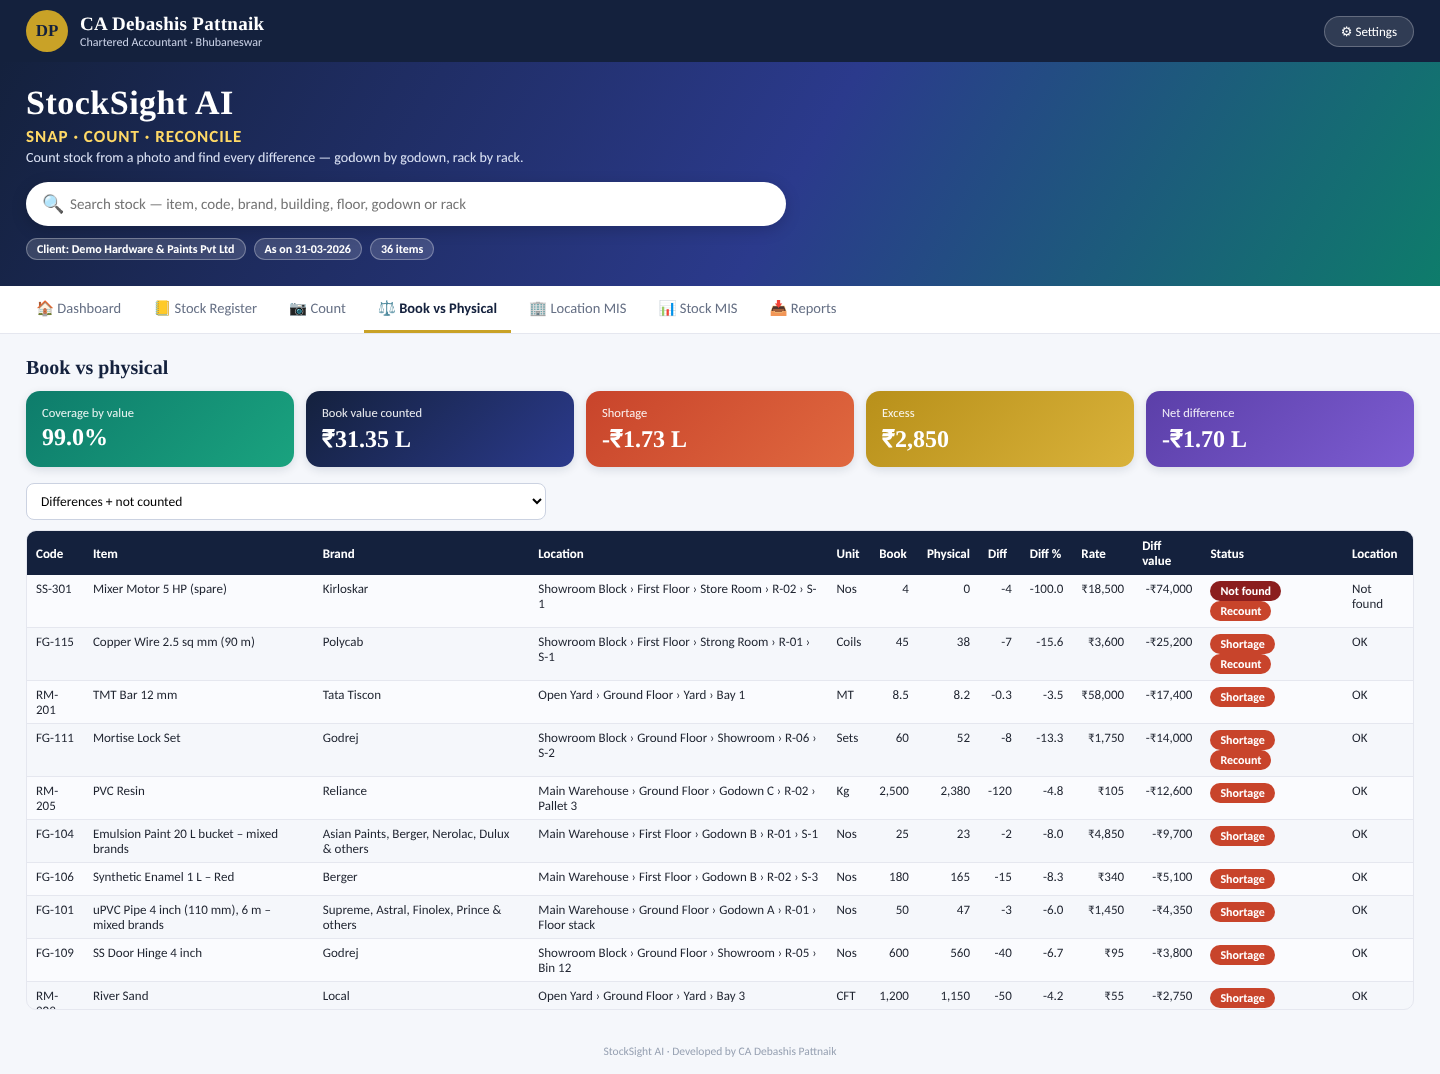 DP
CA Debashis Pattnaik
Chartered Accountant · Bhubaneswar
⚙ Settings
StockSight AI
SNAP · COUNT · RECONCILE
Count stock from a photo and find every difference — godown by godown, rack by rack.
Search stock — item, code, brand, building, floor, godown or rack
Client: Demo Hardware & Paints Pvt Ltd As on 31-03-2026 36 items
Dashboard Stock Register Count Book vs Physical Location MIS Stock MIS Reports
Book vs physical
Coverage by value
99.0%
Book value counted
₹31.35 L
Shortage
-₹1.73 L
Excess
₹2,850
Net difference
-₹1.70 L
Differences + not counted
Code Item Brand Location Unit Book Physical Diff Diff % Rate Diff value Status Location
SS-301 Mixer Motor 5 HP (spare) Kirloskar Showroom Block › First Floor › Store Room › R-02 › S-1 Nos 4 0 -4 -100.0 ₹18,500 -₹74,000 Not found Recount Not found
FG-115 Copper Wire 2.5 sq mm (90 m) Polycab Showroom Block › First Floor › Strong Room › R-01 › S-1 Coils 45 38 -7 -15.6 ₹3,600 -₹25,200 Shortage Recount OK
RM-201 TMT Bar 12 mm Tata Tiscon Open Yard › Ground Floor › Yard › Bay 1 MT 8.5 8.2 -0.3 -3.5 ₹58,000 -₹17,400 Shortage OK
FG-111 Mortise Lock Set Godrej Showroom Block › Ground Floor › Showroom › R-06 › S-2 Sets 60 52 -8 -13.3 ₹1,750 -₹14,000 Shortage Recount OK
RM-205 PVC Resin Reliance Main Warehouse › Ground Floor › Godown C › R-02 › Pallet 3 Kg 2,500 2,380 -120 -4.8 ₹105 -₹12,600 Shortage OK
FG-104 Emulsion Paint 20 L bucket – mixed brands Asian Paints, Berger, Nerolac, Dulux & others Main Warehouse › First Floor › Godown B › R-01 › S-1 Nos 25 23 -2 -8.0 ₹4,850 -₹9,700 Shortage OK
FG-106 Synthetic Enamel 1 L – Red Berger Main Warehouse › First Floor › Godown B › R-02 › S-3 Nos 180 165 -15 -8.3 ₹340 -₹5,100 Shortage OK
FG-101 uPVC Pipe 4 inch (110 mm), 6 m – mixed brands Supreme, Astral, Finolex, Prince & others Main Warehouse › Ground Floor › Godown A › R-01 › Floor stack Nos 50 47 -3 -6.0 ₹1,450 -₹4,350 Shortage OK
FG-109 SS Door Hinge 4 inch Godrej Showroom Block › Ground Floor › Showroom › R-05 › Bin 12 Nos 600 560 -40 -6.7 ₹95 -₹3,800 Shortage OK
RM- River Sand Local Open Yard › Ground Floor › Yard › Bay 3 CFT 1,200 1,150 -50 -4.2 ₹55 -₹2,750 Shortage OK
StockSight AI · Developed by CA Debashis Pattnaik